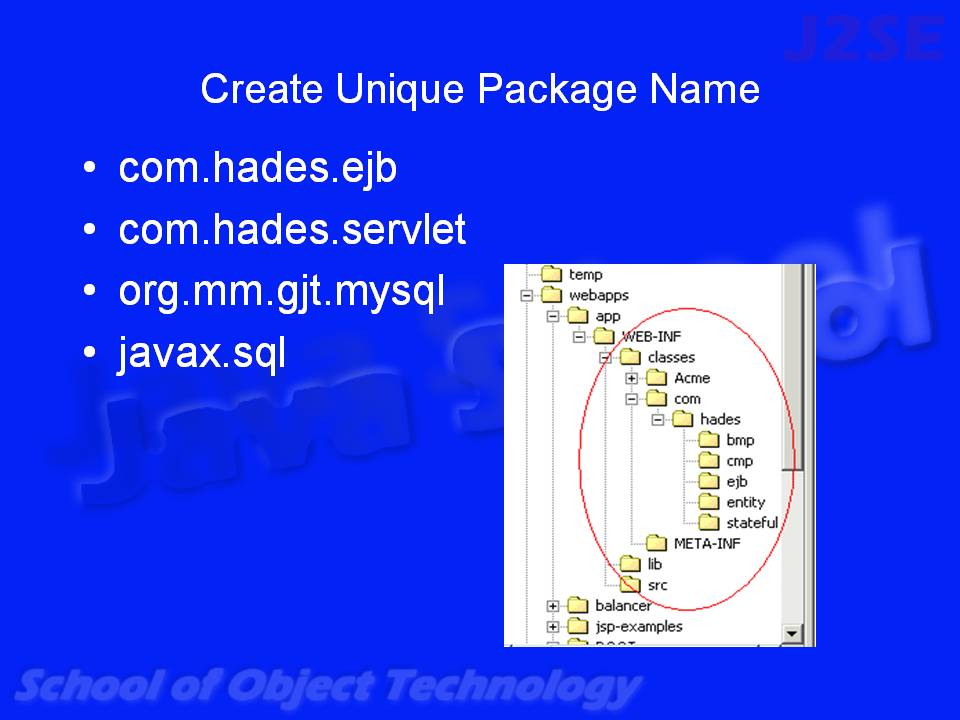 J2SE
Create Unique Package Name
• com.hades.ejb
• com.hades.servlet
• org.mm.gjt.mysql
• javax.sql
Java School
temp
webapps
app
WEB-INF
classes
Acme
com
hades
bmp
cmp
ejb
entity
stateful
META-INF
lib
src
balancer
jsp-examples
School of Object Technology